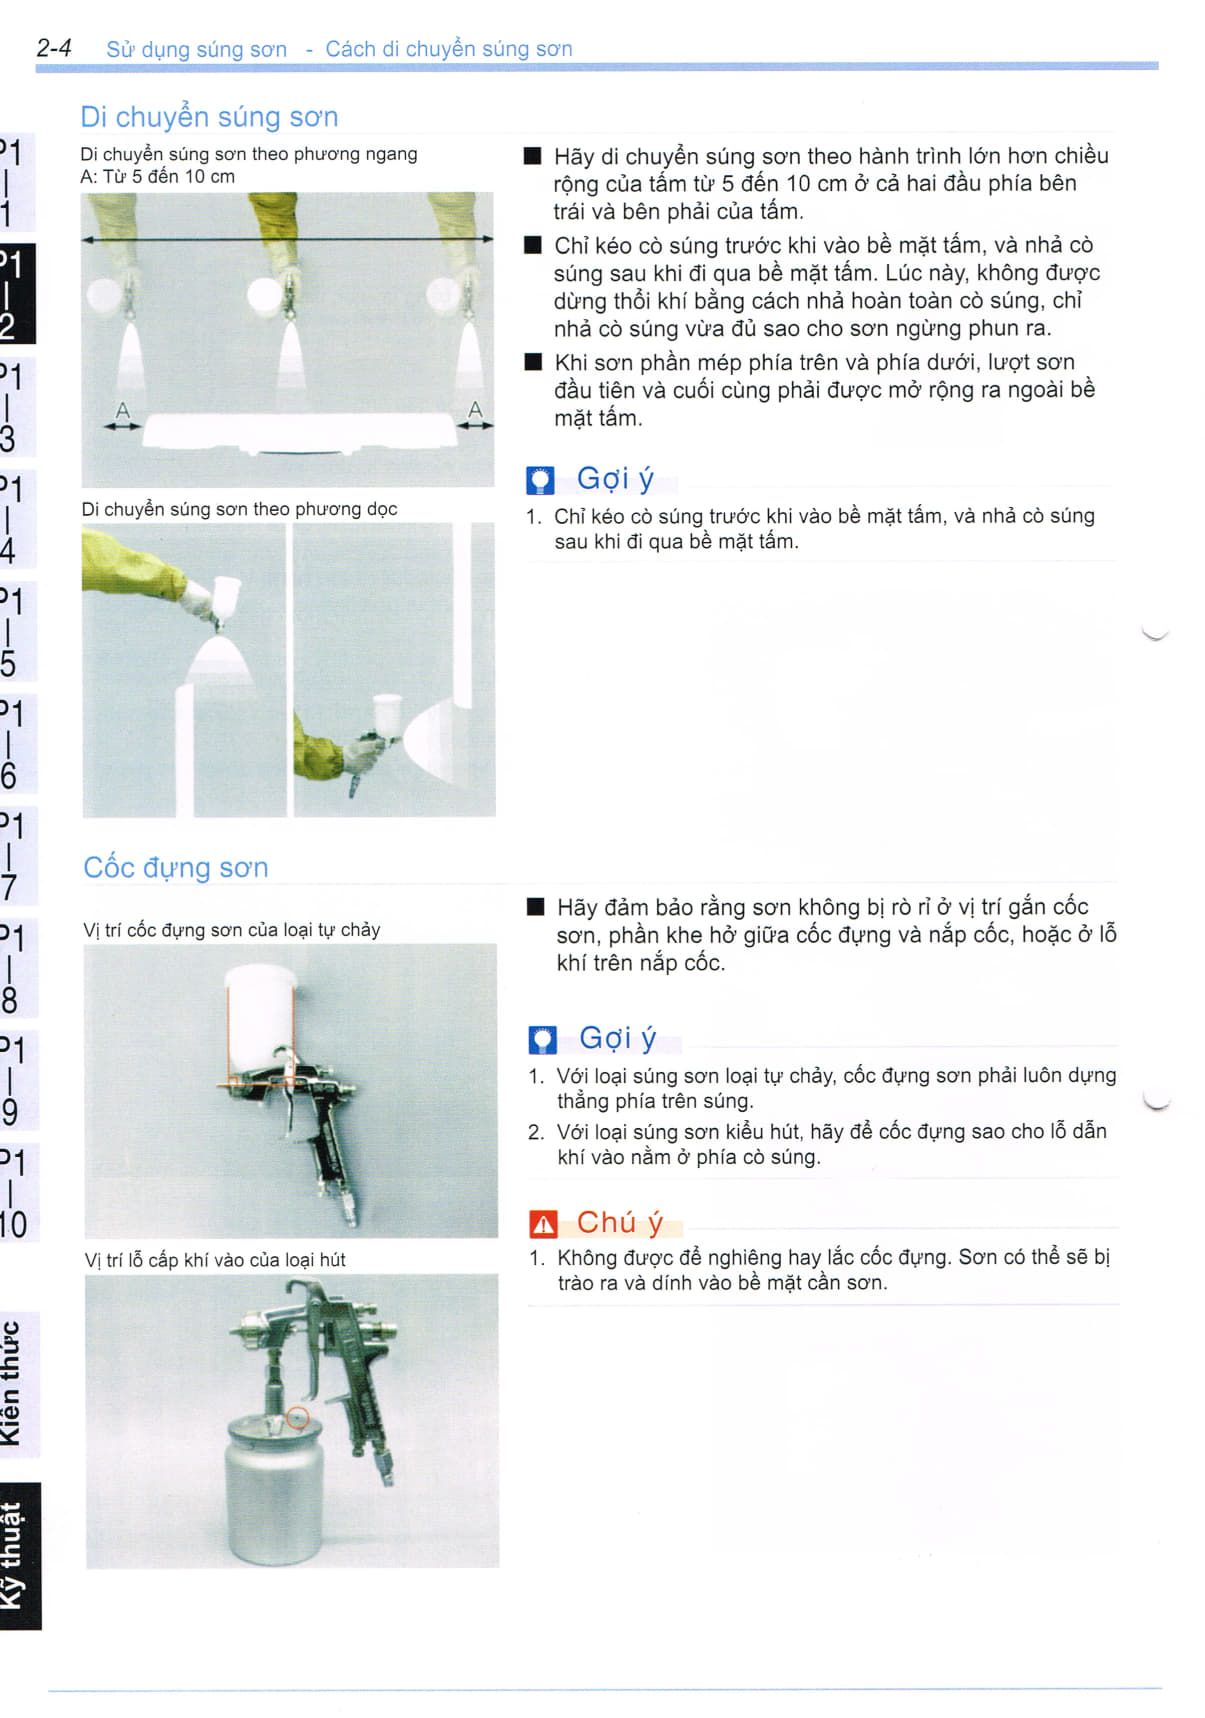 2-4 Sử dụng súng sơn - Cách di chuyển súng sơn
Di chuyển súng sơn
Di chuyển súng sơn theo phương ngang
A: Từ 5 đến 10 cm
A
A
Di chuyển súng sơn theo phương dọc
■ Hãy di chuyển súng sơn theo hành trình lớn hơn chiều
rộng của tấm từ 5 đến 10 cm ở cả hai đầu phía bên
trái và bên phải của tấm.
■ Chỉ kéo cò súng trước khi vào bề mặt tấm, và nhả cò
súng sau khi đi qua bề mặt tấm. Lúc này, không được
dừng thổi khí bằng cách nhả hoàn toàn cò súng, chỉ
nhả cò súng vừa đủ sao cho sơn ngừng phun ra.
■ Khi sơn phần mép phía trên và phía dưới, lượt sơn
đầu tiên và cuối cùng phải được mở rộng ra ngoài bề
mặt tấm.
Gợi ý
1. Chỉ kéo cò súng trước khi vào bề mặt tấm, và nhả cò súng
sau khi đi qua bề mặt tấm.
Cốc đựng sơn
Vị trí cốc đựng sơn của loại tự chảy
Vị trí lỗ cấp khí vào của loại hút
■ Hãy đảm bảo rằng sơn không bị rò rỉ ở vị trí gắn cốc
sơn, phần khe hở giữa cốc đựng và nắp cốc, hoặc ở lỗ
khí trên nắp cốc.
Gợi ý
1. Với loại súng sơn loại tự chảy, cốc đựng sơn phải luôn dựng
thẳng phía trên súng.
2. Với loại súng sơn kiểu hút, hãy để cốc đựng sao cho lỗ dẫn
khí vào nằm ở phía cò súng.
Chú ý
1. Không được để nghiêng hay lắc cốc đựng. Sơn có thể sẽ bị
trào ra và dính vào bề mặt cần sơn.
P1
1
P1
2
P1
3
P1
4
P1
5
P1
6
P1
7
P1
8
P1
9
P1
10
Kiến thức
Kỹ thuật